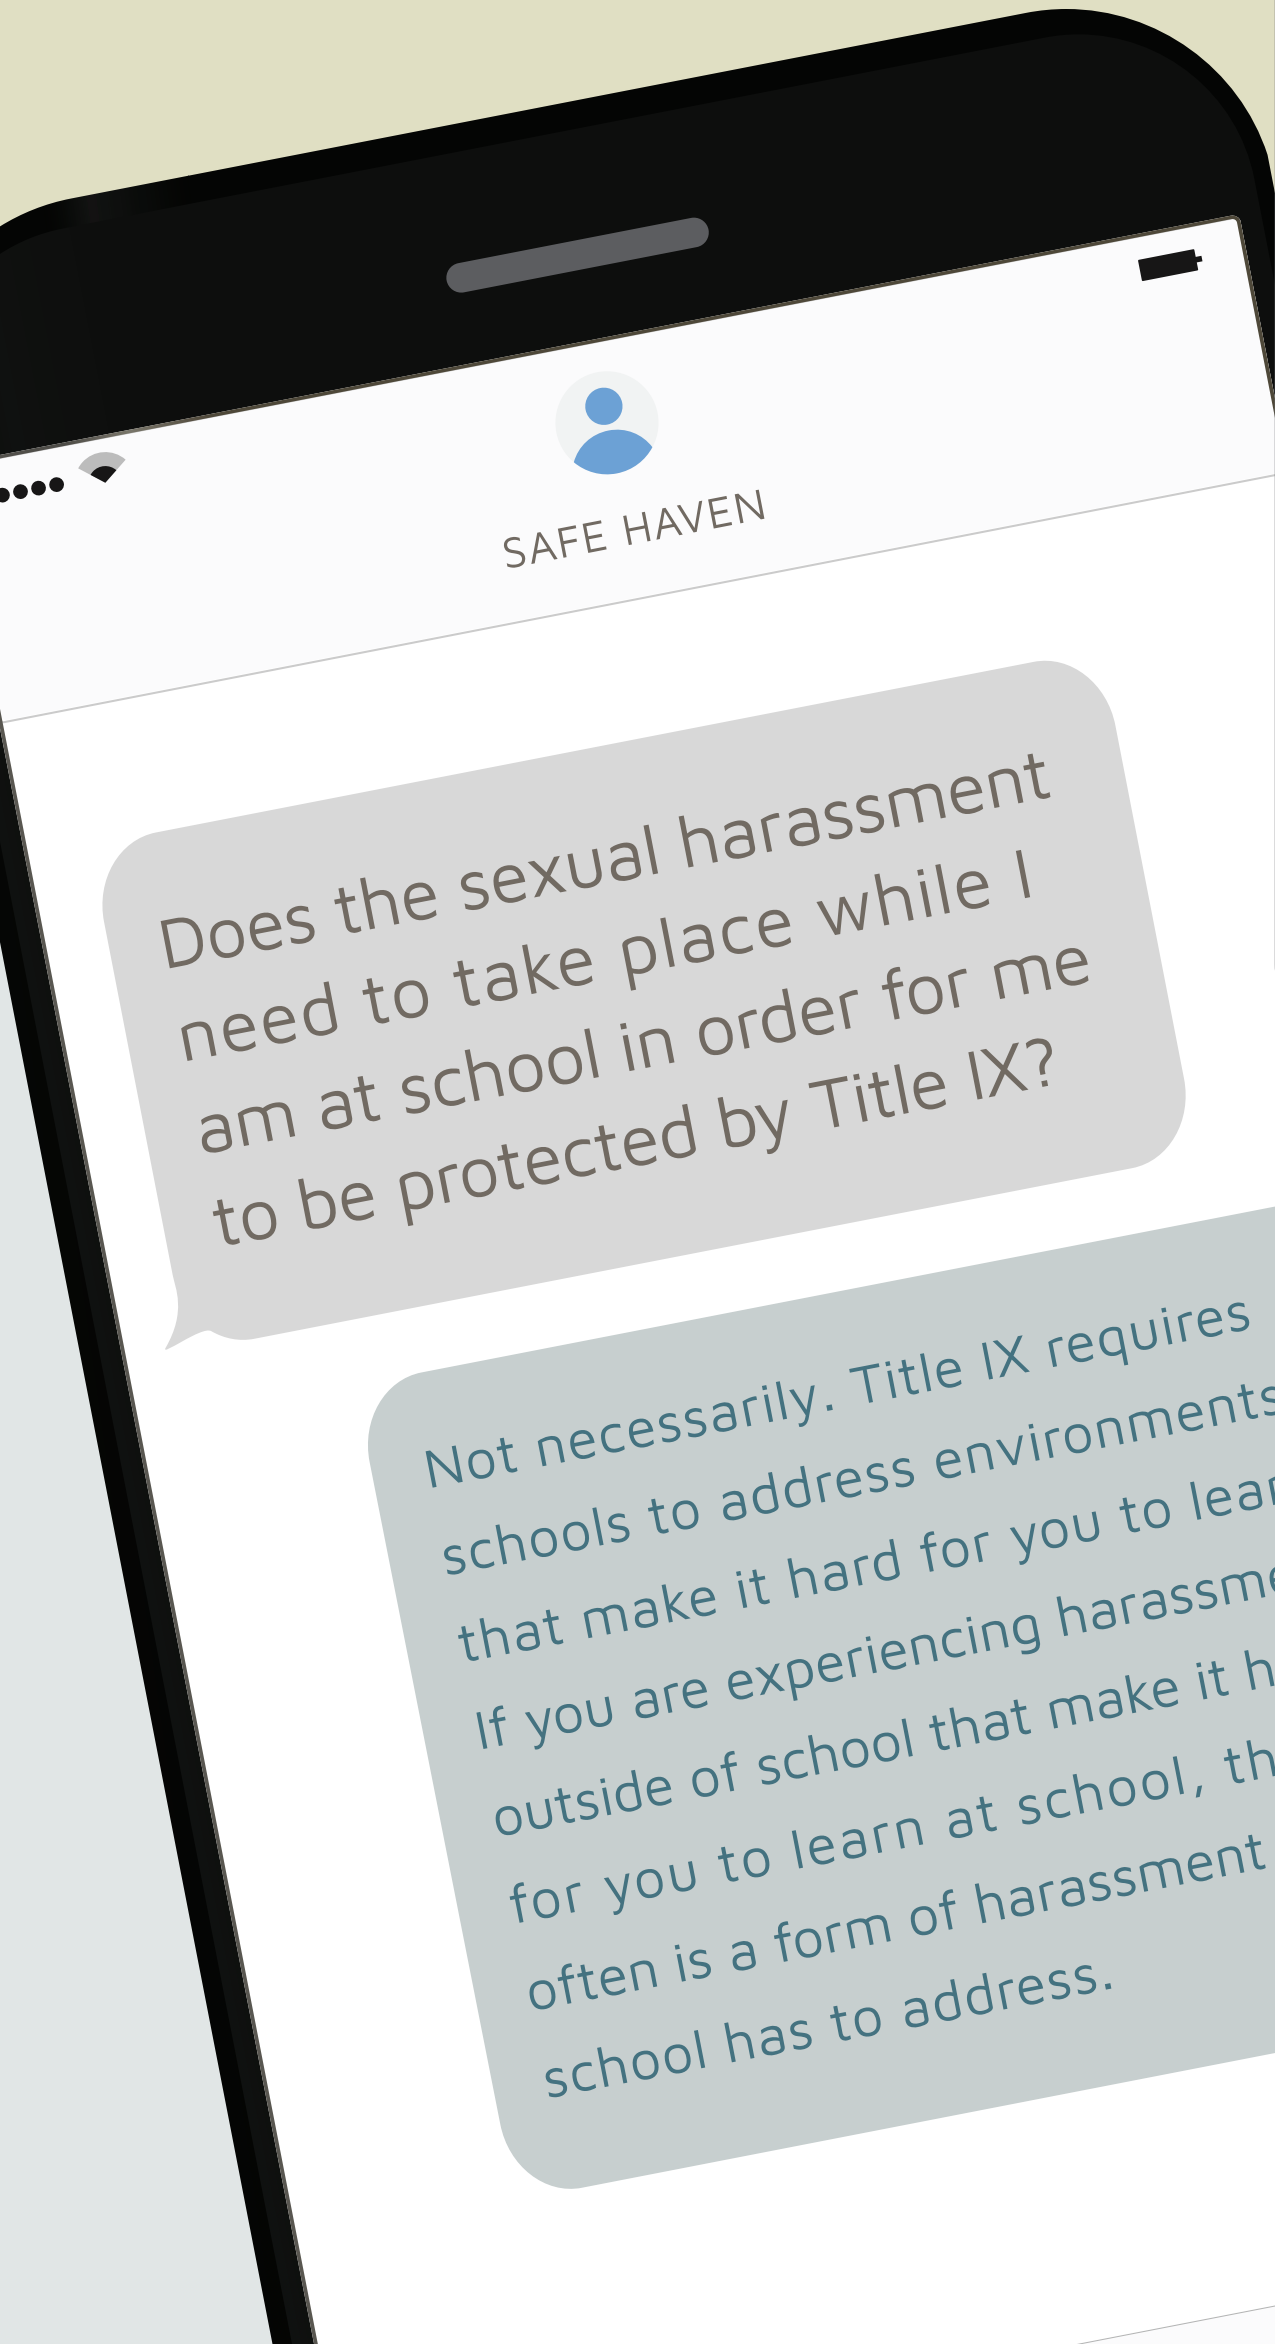 SAFE HAVEN
Does the sexual harassment
need to take place while I
am at school in order for me
to be protected by Title IX?
Not necessarily. Title IX requires
schools to address environments
that make it hard for you to
If you are experiencing
outside of school that make it
for you to learn at school,
often is a form of harassment
school has to address.